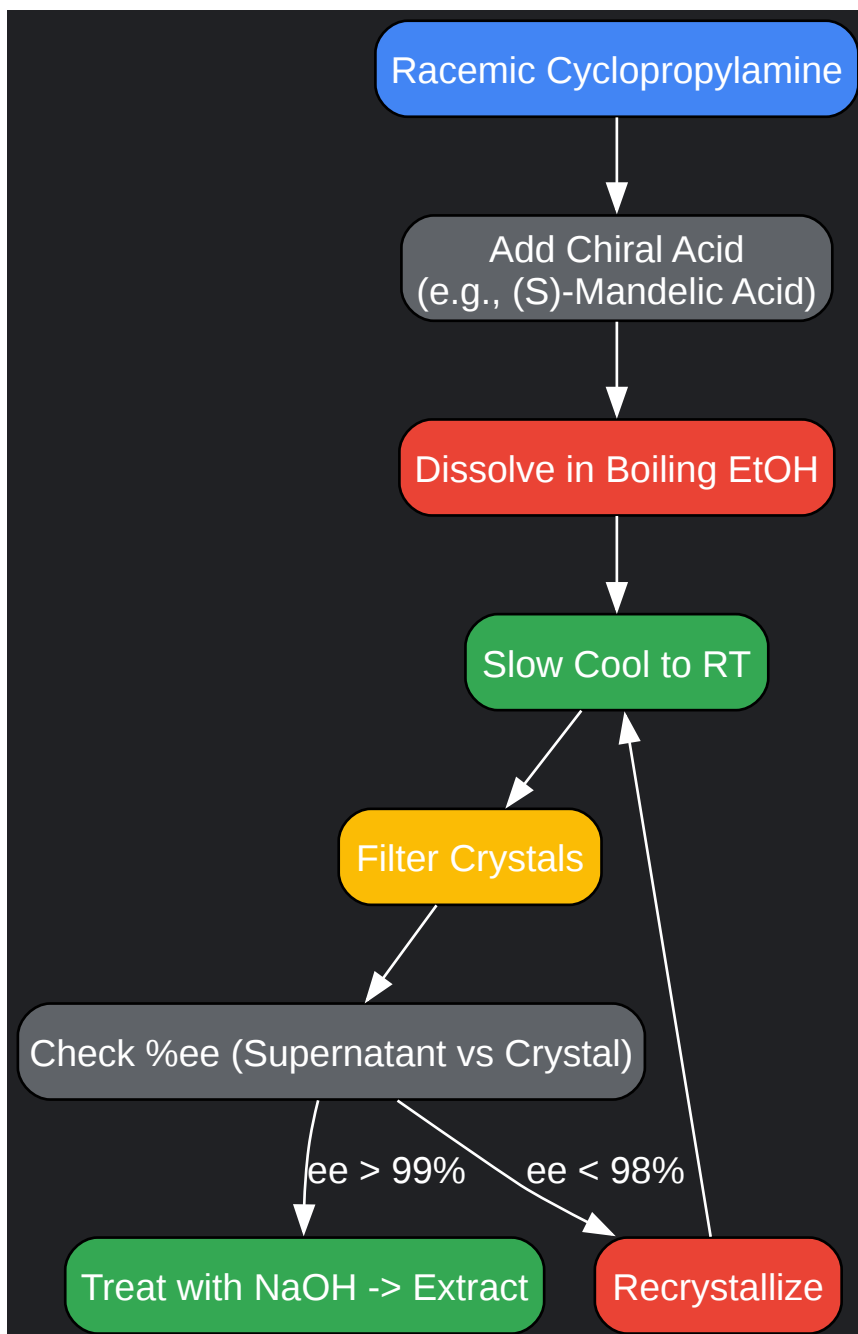 Racemic Cyclopropylamine
Add Chiral Acid
(e.g., (S)-Mandelic Acid)
Dissolve in Boiling EtOH
Slow Cool to RT
Filter Crystals
Check %ee (Supernatant vs Crystal)
ee > 99%
ee < 98%
Treat with NaOH -> Extract
Recrystallize